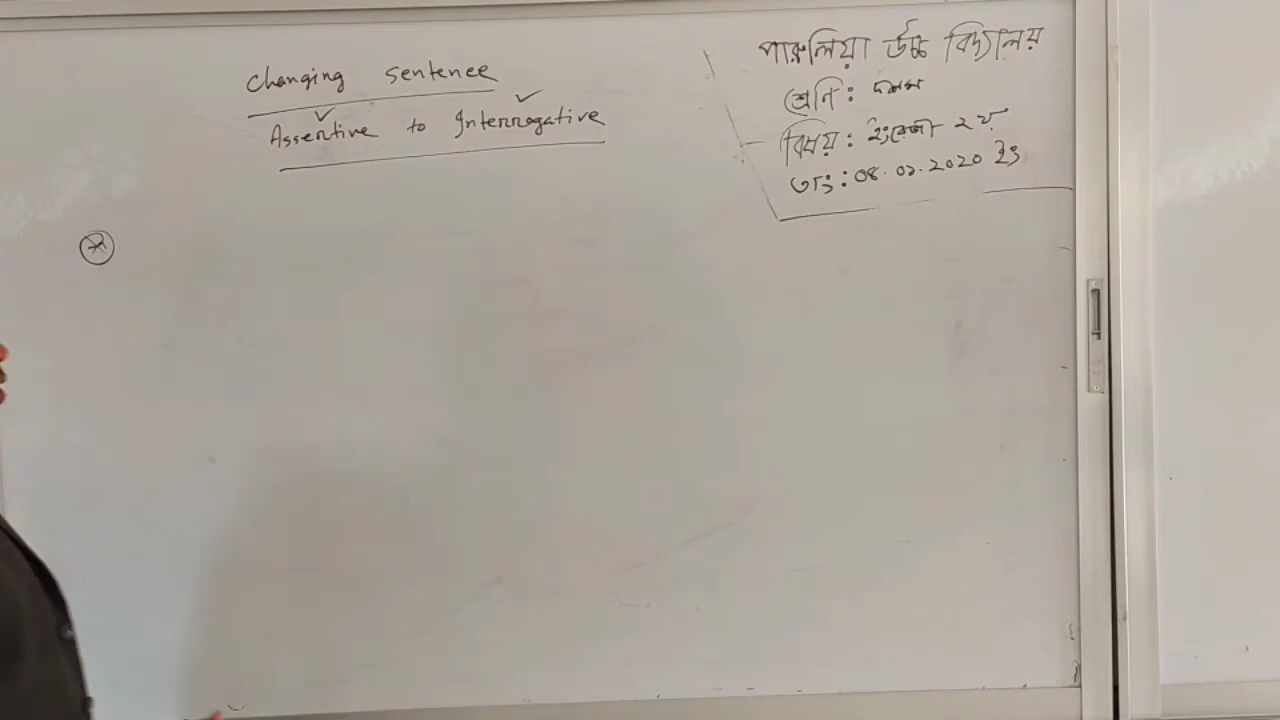 changing sentence
Assertive to Interrogative
পারুলিয়া উচ্চ বিদ্যালয়
শ্রেনি : দশম
বিষয় : ইংরেজী ২য়
তাং : 08.02.2020 ইং